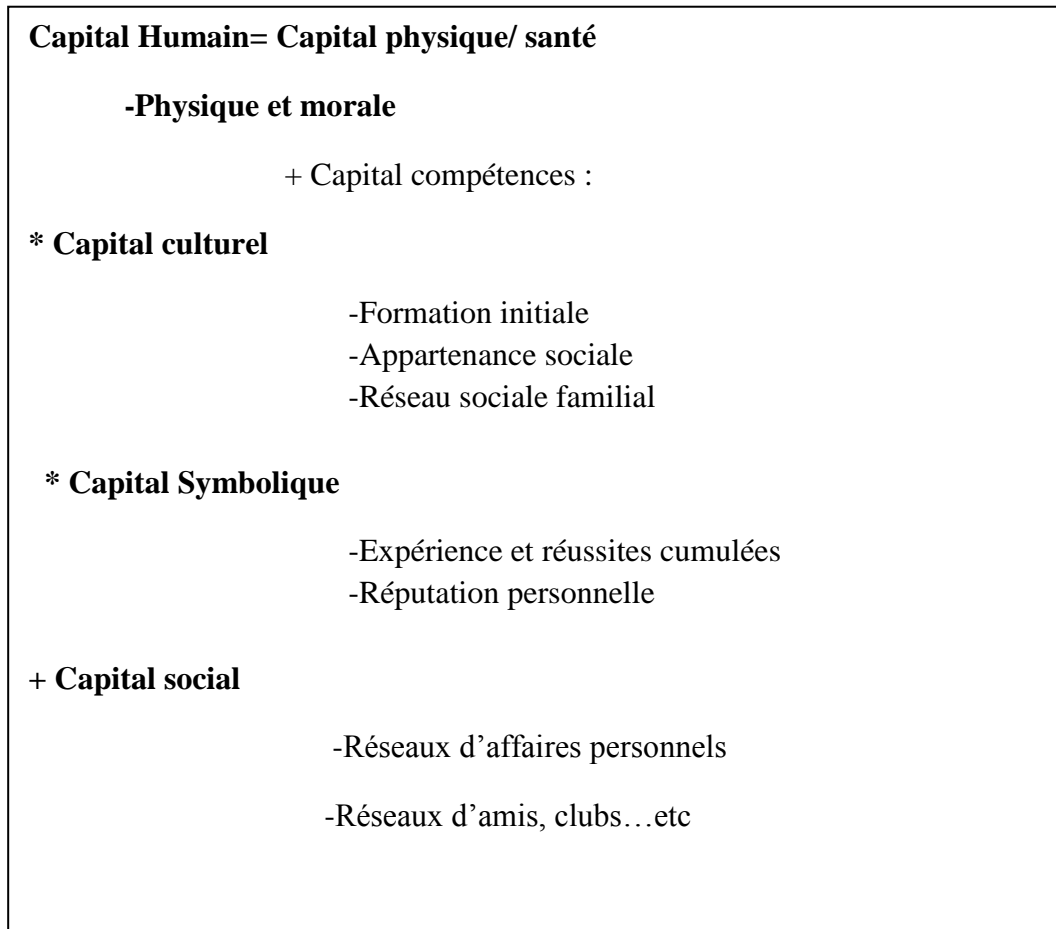 Capital Humain= Capital physique/ santé
-Physique et morale
+ Capital compétences :
* Capital culturel
-Formation initiale
-Appartenance sociale
-Réseau sociale familial
* Capital Symbolique
-Expérience et réussites cumulées
-Réputation personnelle
+ Capital social
-Réseaux d’affaires personnels
-Réseaux d’amis, clubs…etc